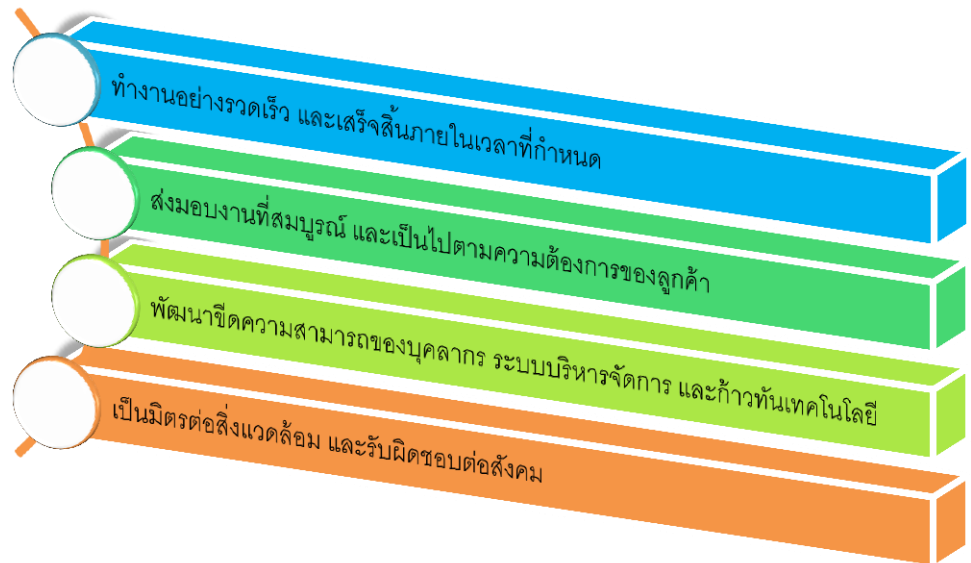 ทำงานอย่างรวดเร็ว และเสร็จสิ้นภายในเวลาที่กำหนด
ส่งมอบงานที่สมบูรณ์ และเป็นไปตามความต้องการของลูกค้า
พัฒนาขีดความสามารถของบุคลากร ระบบบริหารจัดการ และก้าวทันเทคโนโลยี
เป็นมิตรต่อสิ่งแวดล้อม และรับผิดชอบต่อสังคม